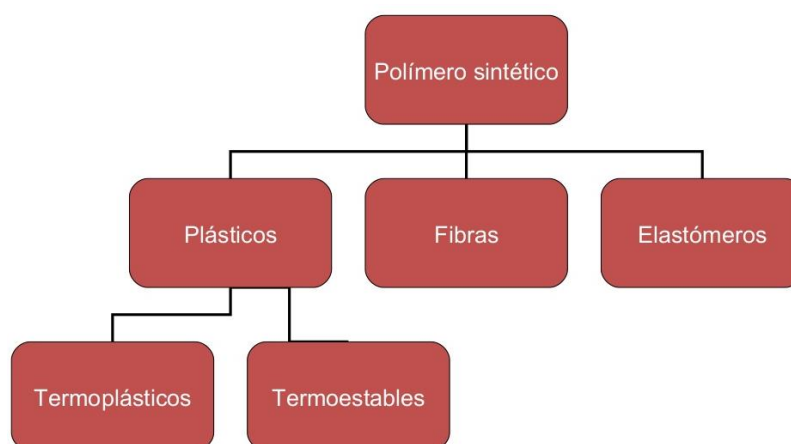 Polímero sintético
Plásticos
Fibras
Elastómeros
Termoplásticos
Termoestables